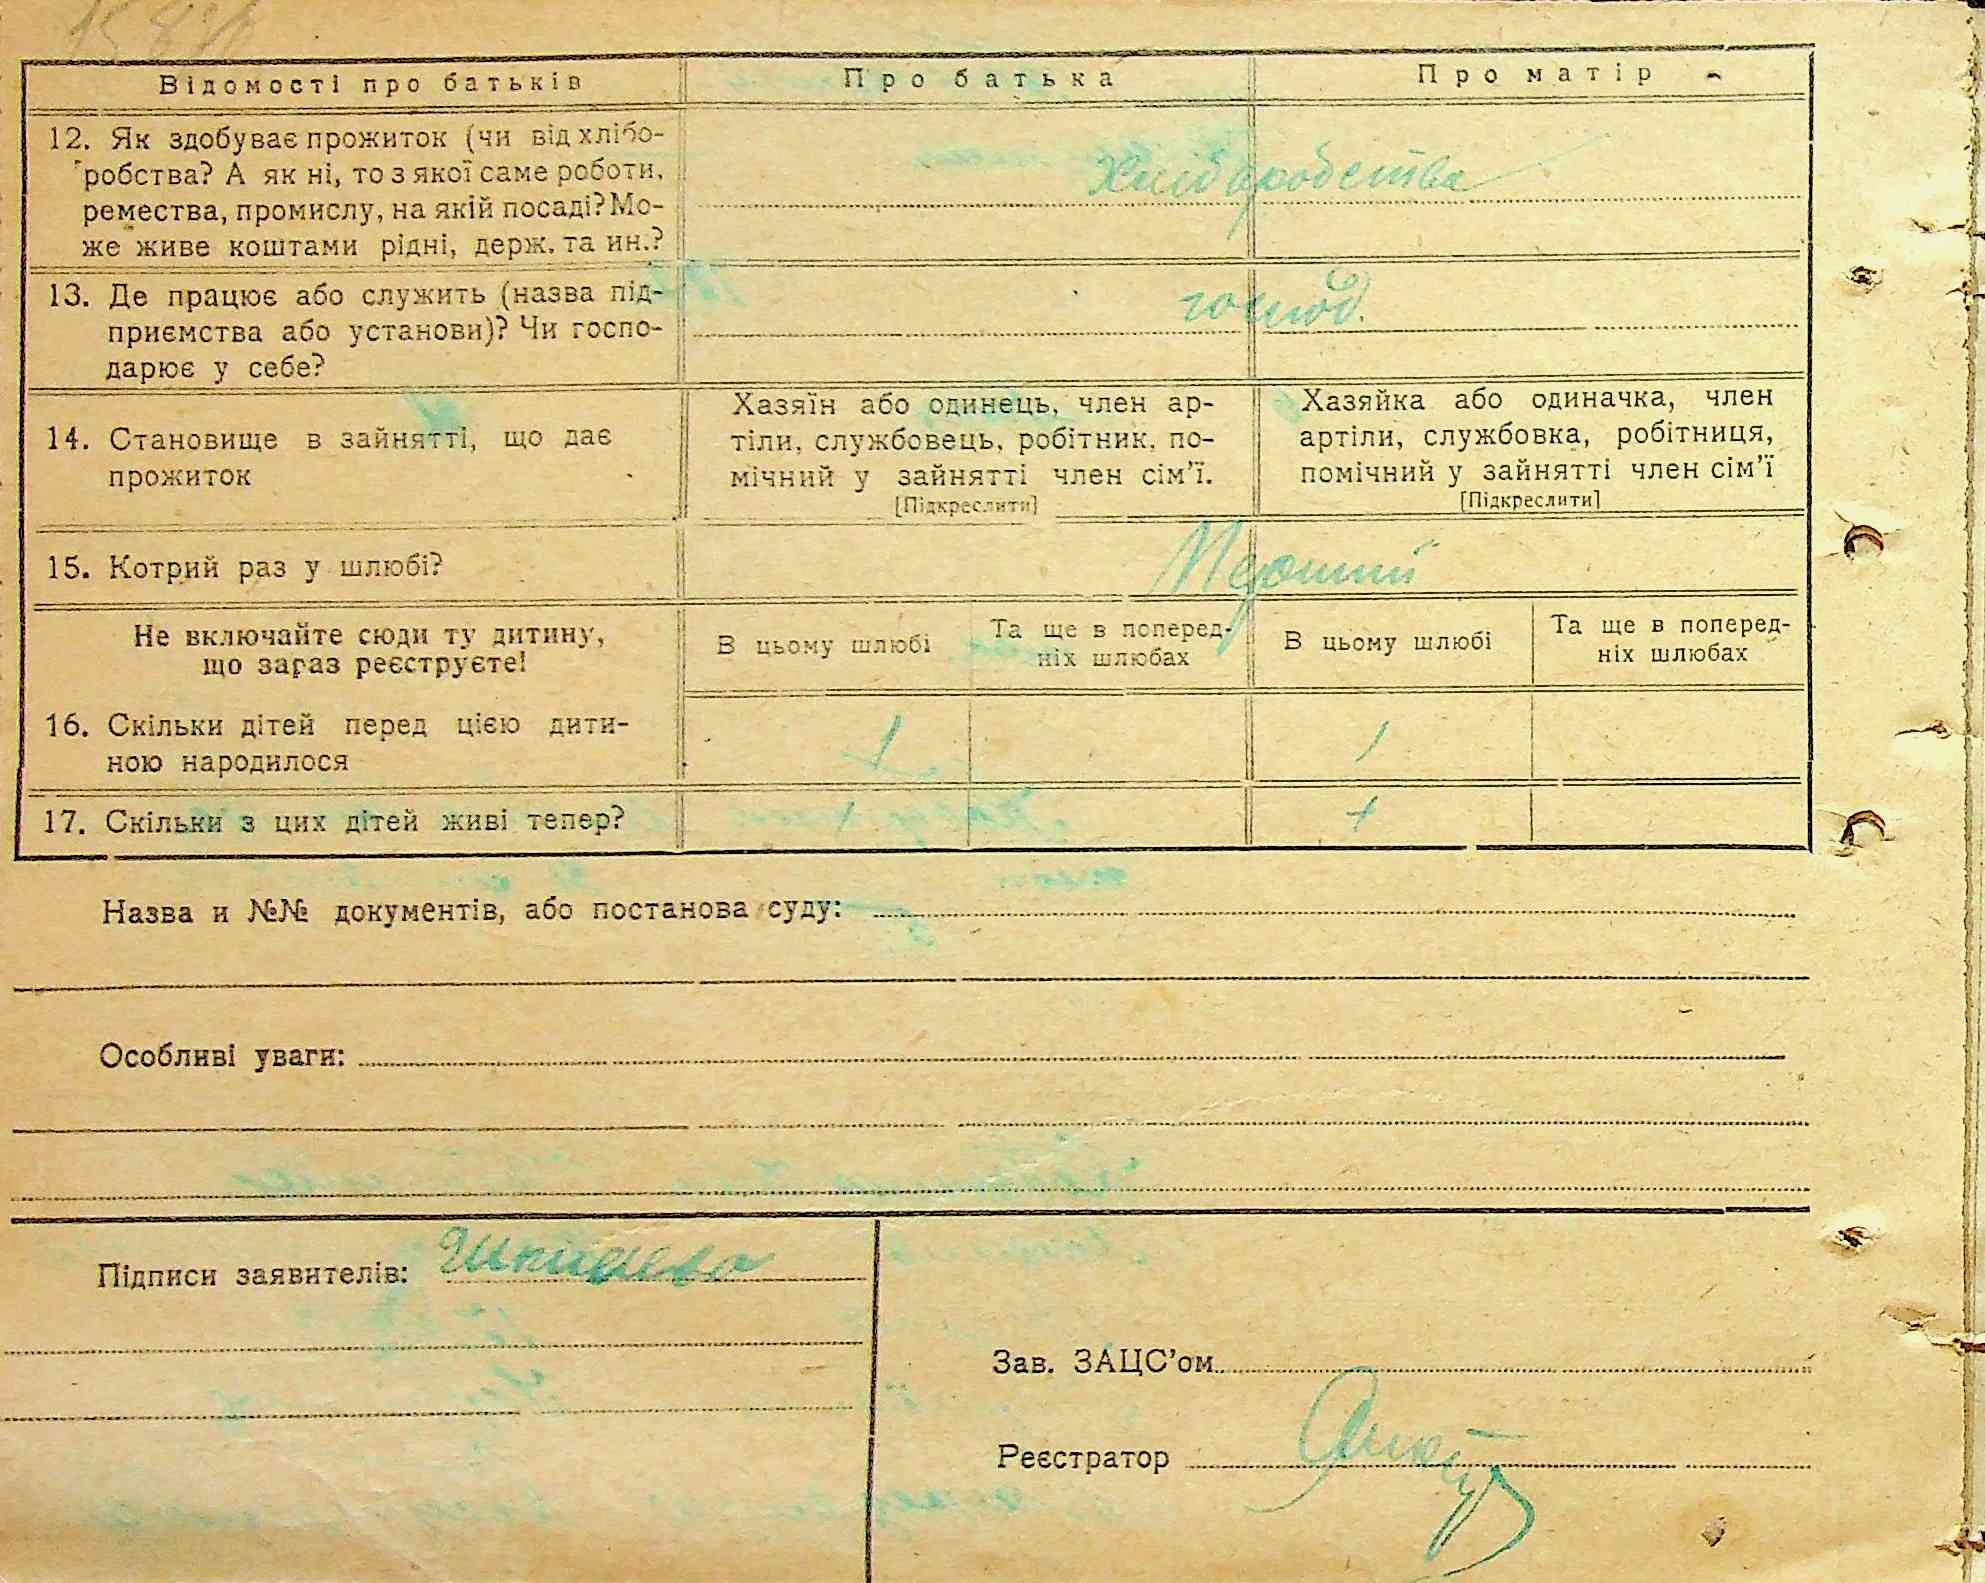 Відомості про батьків Про батька Про матір
12. Як здобуває прожиток (чи від хлібо-
робства? А як ні, то з якої саме роботи,
ремества, промислу, на якій посаді? Мо-
же живе коштами рідні, держ. та ин.?
Хліборобства
13. Де працює або служить (назва під-
приємства або установи)? Чи госпо-
дарює у себе?
господ.
14. Становище в зайнятті, що дає
прожиток
Хазяїн або одинець, член ар-
тіли, службовець, робітник, по-
мічний у зайнятті член сім'ї.
[Підкреслити]
Хазяйка або одиначка, член
артіли, службовка, робітниця,
помічний у зайнятті член сім'ї
[Підкреслити]
15. Котрий раз у шлюбі?
Перший
Не включайте сюди ту дитину,
що зараз реєструєте!
В цьому шлюбі
Та ще в поперед-
ніх шлюбах
В цьому шлюбі
Та ще в поперед-
ніх шлюбах
16. Скільки дітей перед цією дити-
ною народилося
1 1
17. Скільки з цих дітей живі тепер?
+ +
Назва и №№ документів, або постанова суду:
Особливі уваги:
Підписи заявителів:
Зав. ЗАЦС'ом
Реєстратор